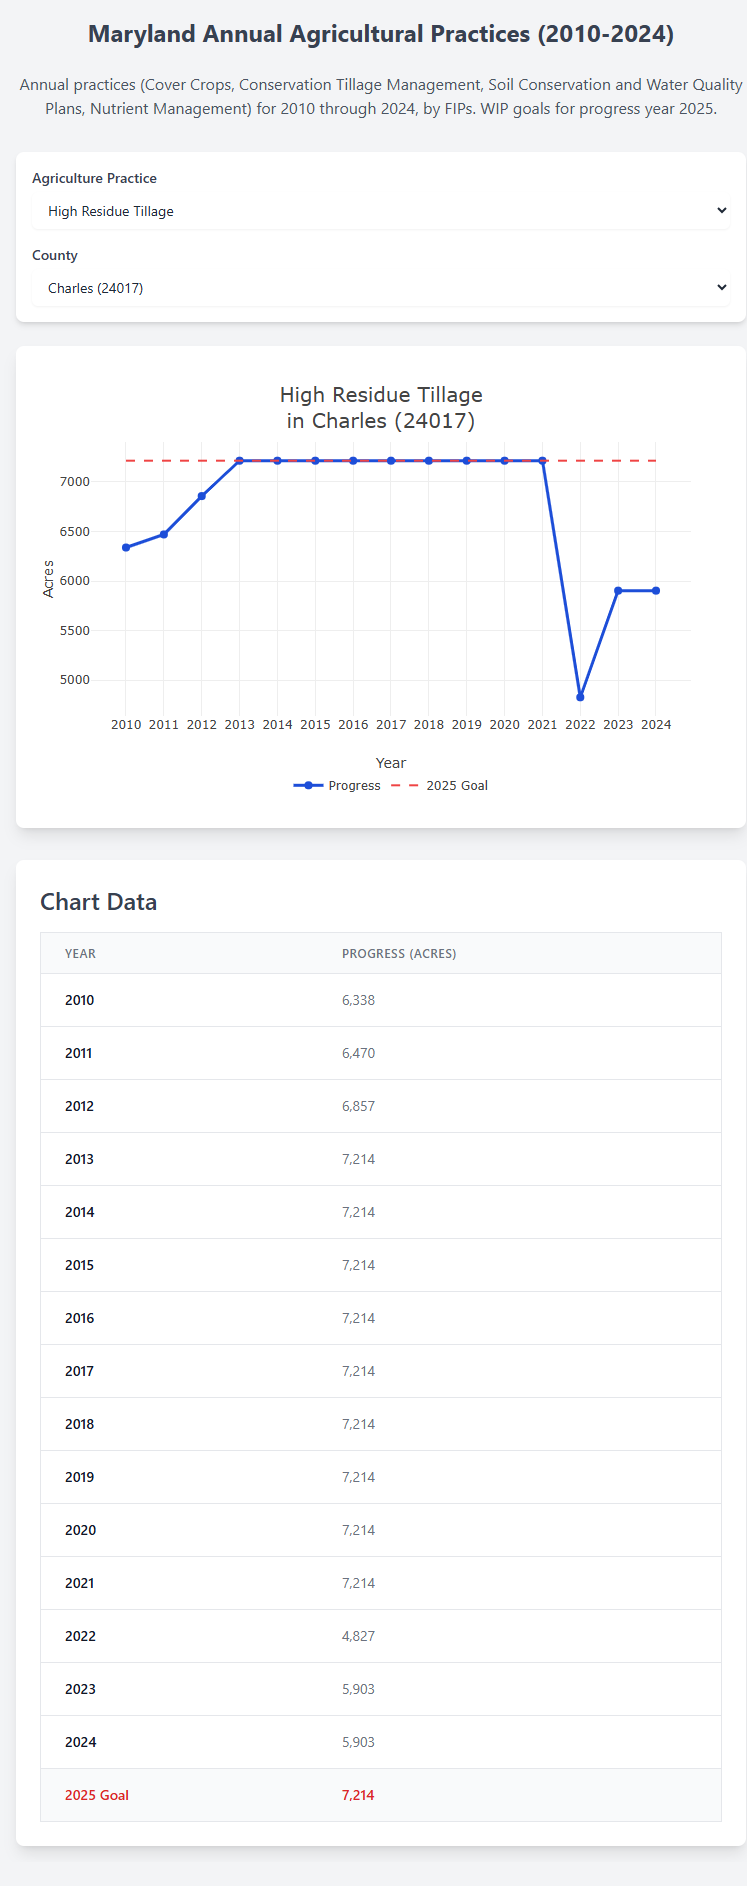 Maryland Annual Agricultural Practices (2010-2024)
Annual practices (Cover Crops, Conservation Tillage Management, Soil Conservation and Water Quality
Plans, Nutrient Management) for 2010 through 2024, by FIPs. WIP goals for progress year 2025.
Agriculture Practice
High Residue Tillage
County
Charles (24017)
High Residue Tillage
in Charles (24017)
7000
6500
6000
5500
5000
Acres
2010 2011 2012 2013 2014 2015 2016 2017 2018 2019 2020 2021 2022 2023 2024
Year
Progress 2025 Goal
Chart Data
YEAR PROGRESS (ACRES)
2010 6,338
2011 6,470
2012 6,857
2013 7,214
2014 7,214
2015 7,214
2016 7,214
2017 7,214
2018 7,214
2019 7,214
2020 7,214
2021 7,214
2022 4,827
2023 5,903
2024 5,903
2025 Goal 7,214